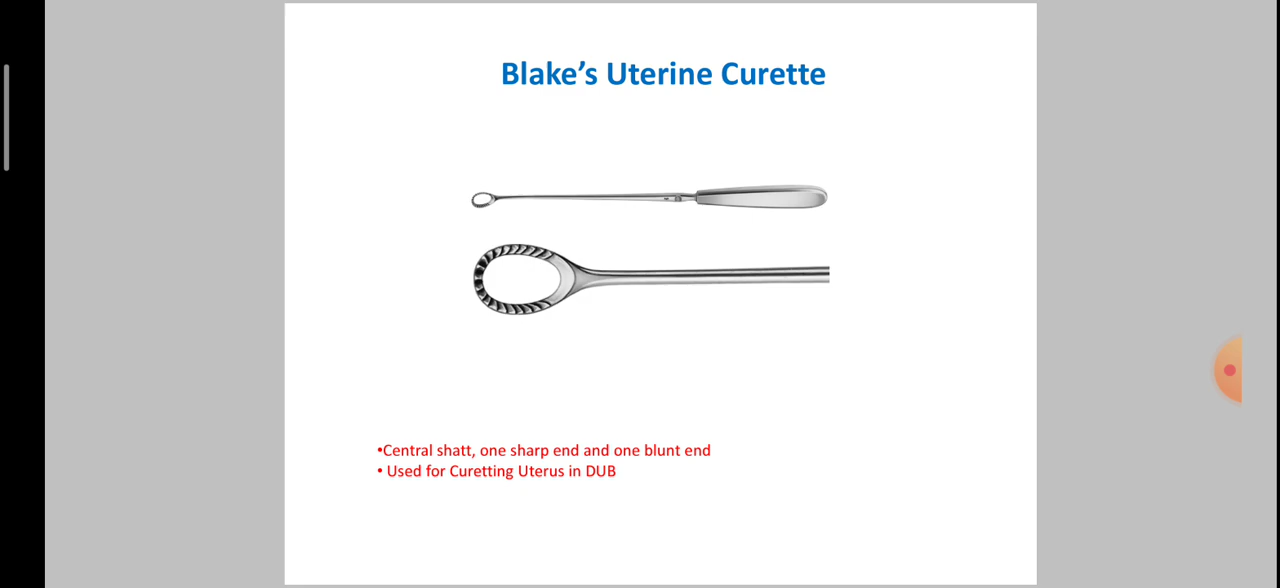 Blake’s Uterine Curette
•Central shatt, one sharp end and one blunt end
• Used for Curetting Uterus in DUB